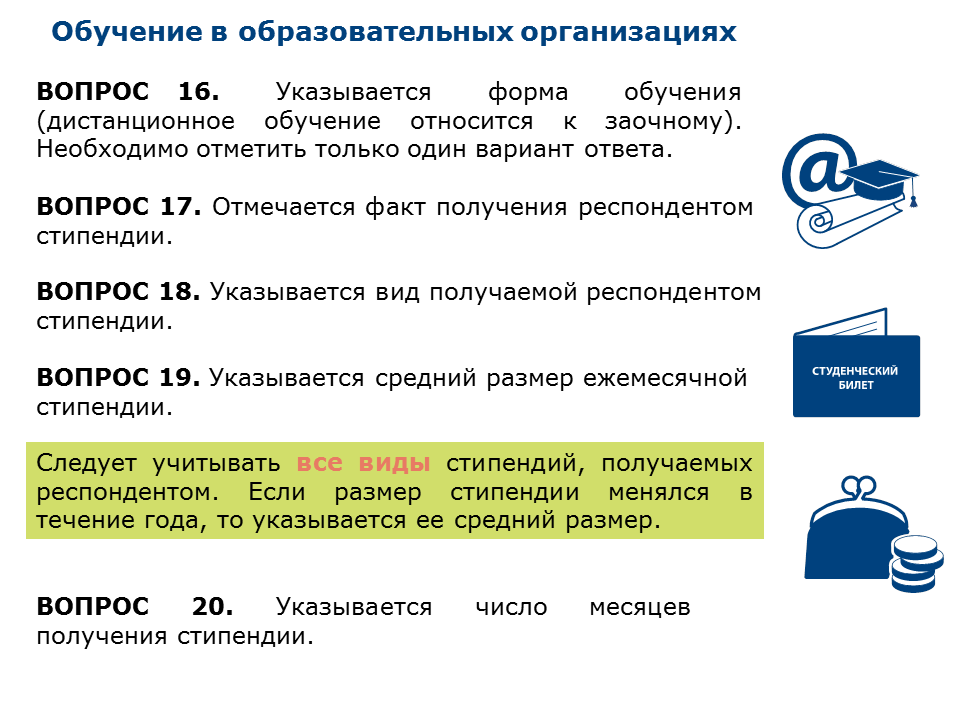 Обучение в образовательных организациях
ВОПРОС 16. Указывается форма обучения
(дистанционное обучение относится к заочному).
Необходимо отметить только один вариант ответа.
ВОПРОС 17. Отмечается факт получения респондентом
стипендии.
ВОПРОС 18. Указывается вид получаемой респондентом
стипендии.
ВОПРОС 19. Указывается средний размер ежемесячной
стипендии.
СТУДЕНЧЕСКИЙ
БИЛЕТ
Следует учитывать все виды стипендий, получаемых
респондентом. Если размер стипендии менялся в
течение года, то указывается ее средний размер.
ВОПРОС 20. Указывается число месяцев
получения стипендии.